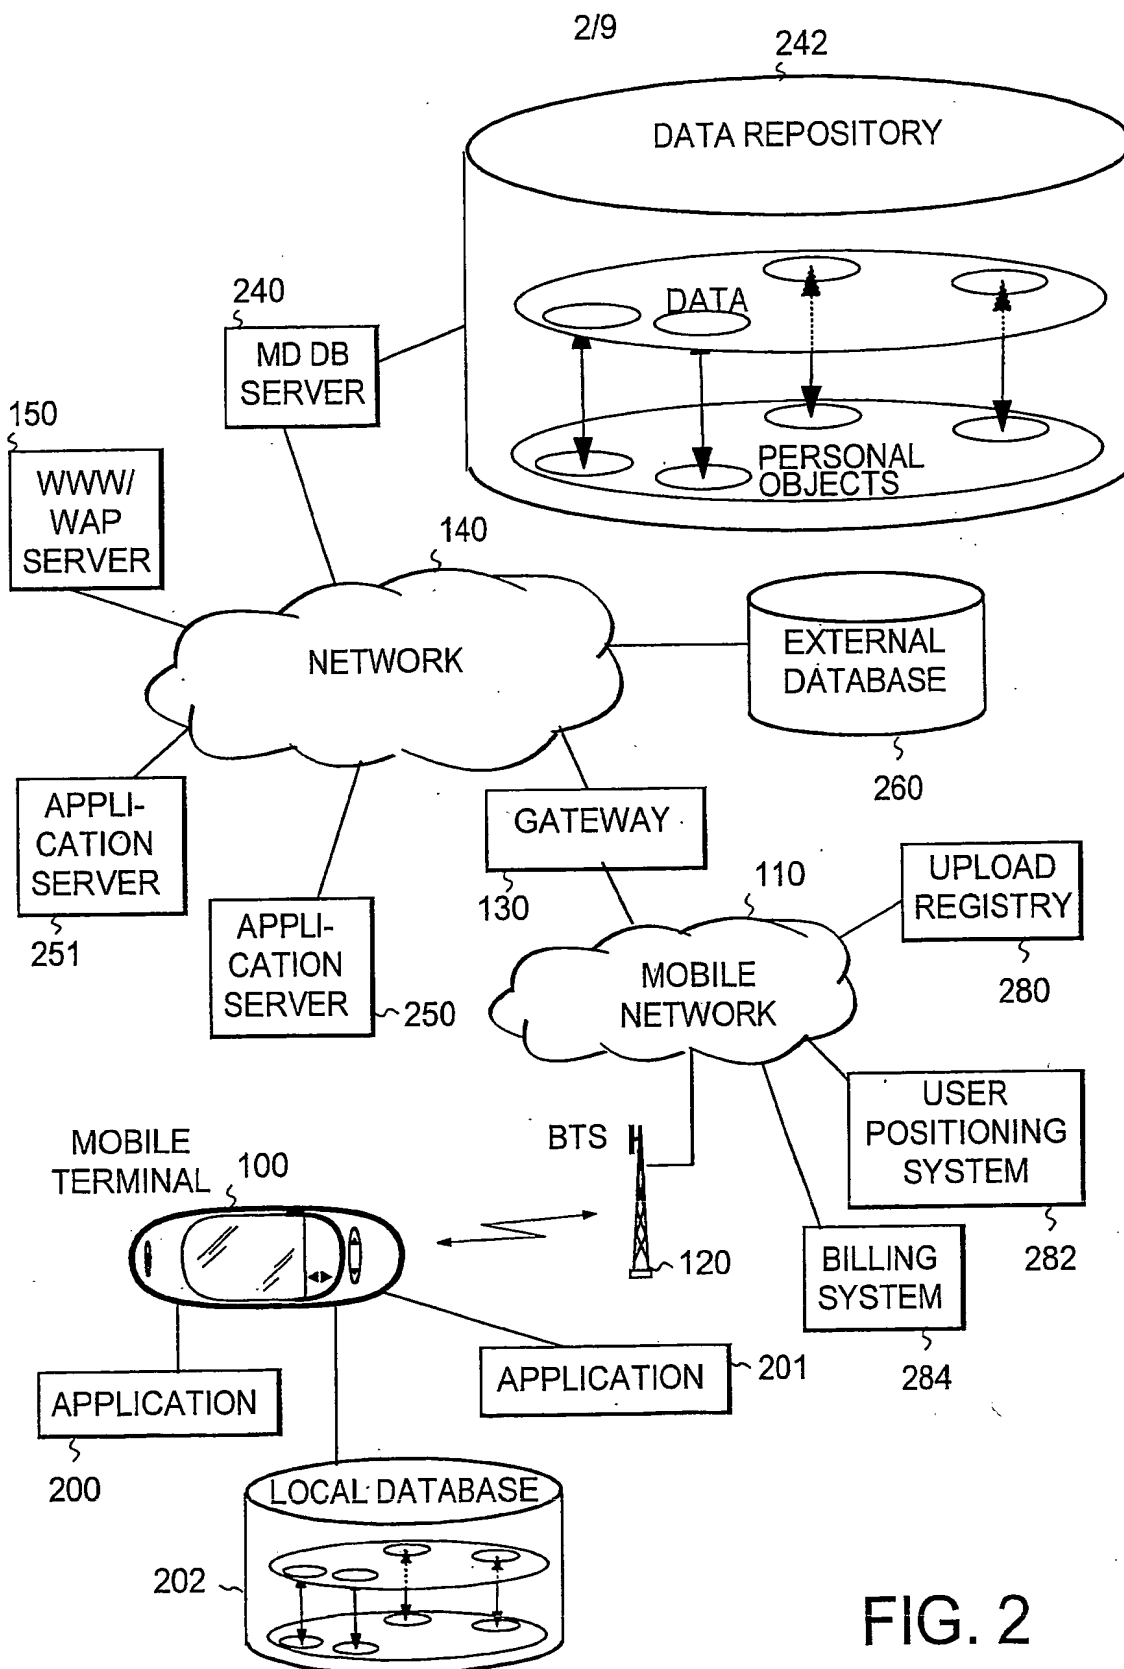 2/9
242
DATA REPOSITORY
DATA
PERSONAL
OBJECTS
240
MD DB
SERVER
150
WWW/
WAP
SERVER
140
NETWORK
EXTERNAL
DATABASE
260
APPLI-
CATION
SERVER
251
APPLI-
CATION
SERVER
250
GATEWAY
130
110
MOBILE
NETWORK
UPLOAD
REGISTRY
280
USER
POSITIONING
SYSTEM
282
BILLING
SYSTEM
284
BTS
120
MOBILE
TERMINAL
100
APPLICATION
200
APPLICATION
201
LOCAL DATABASE
202
FIG. 2